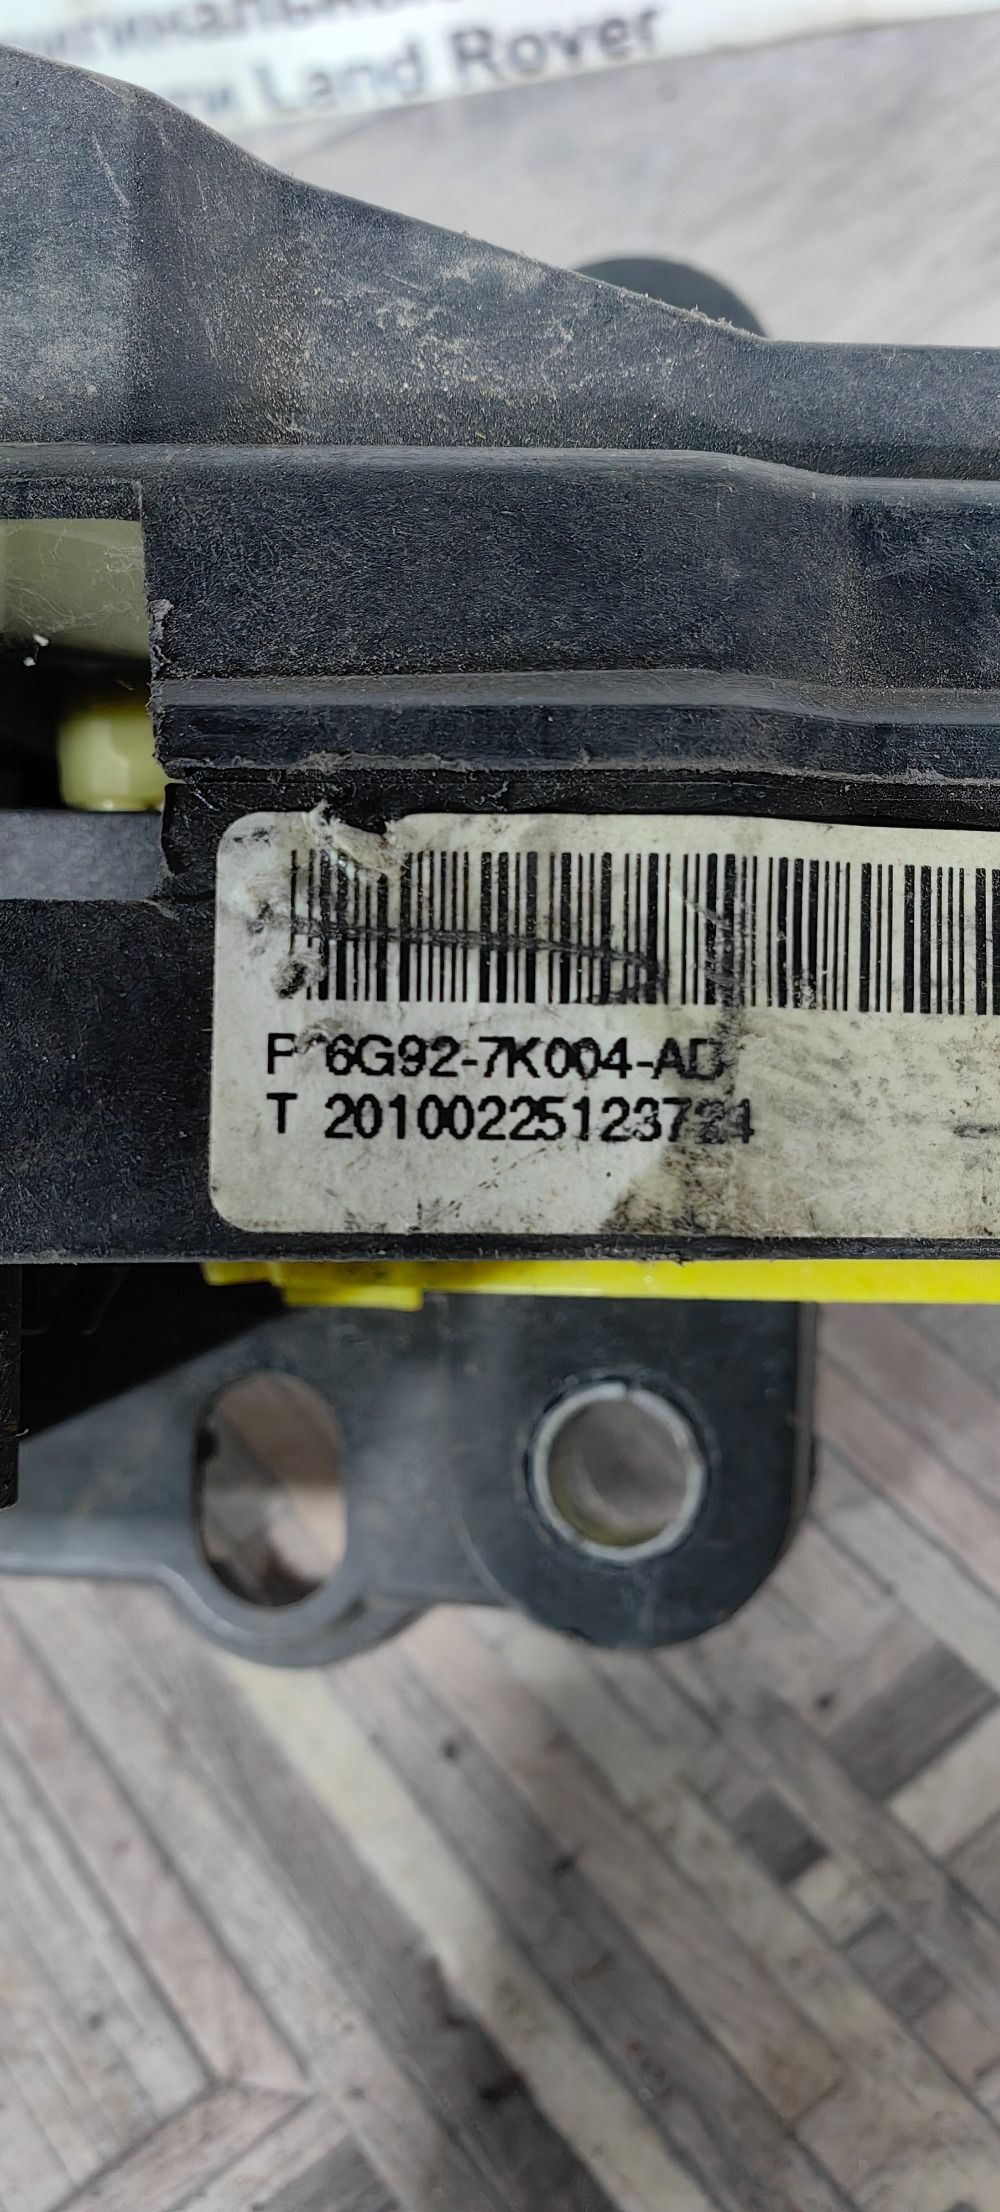 Land Rover
P 6G92-7K004-AD
T 20100225123724